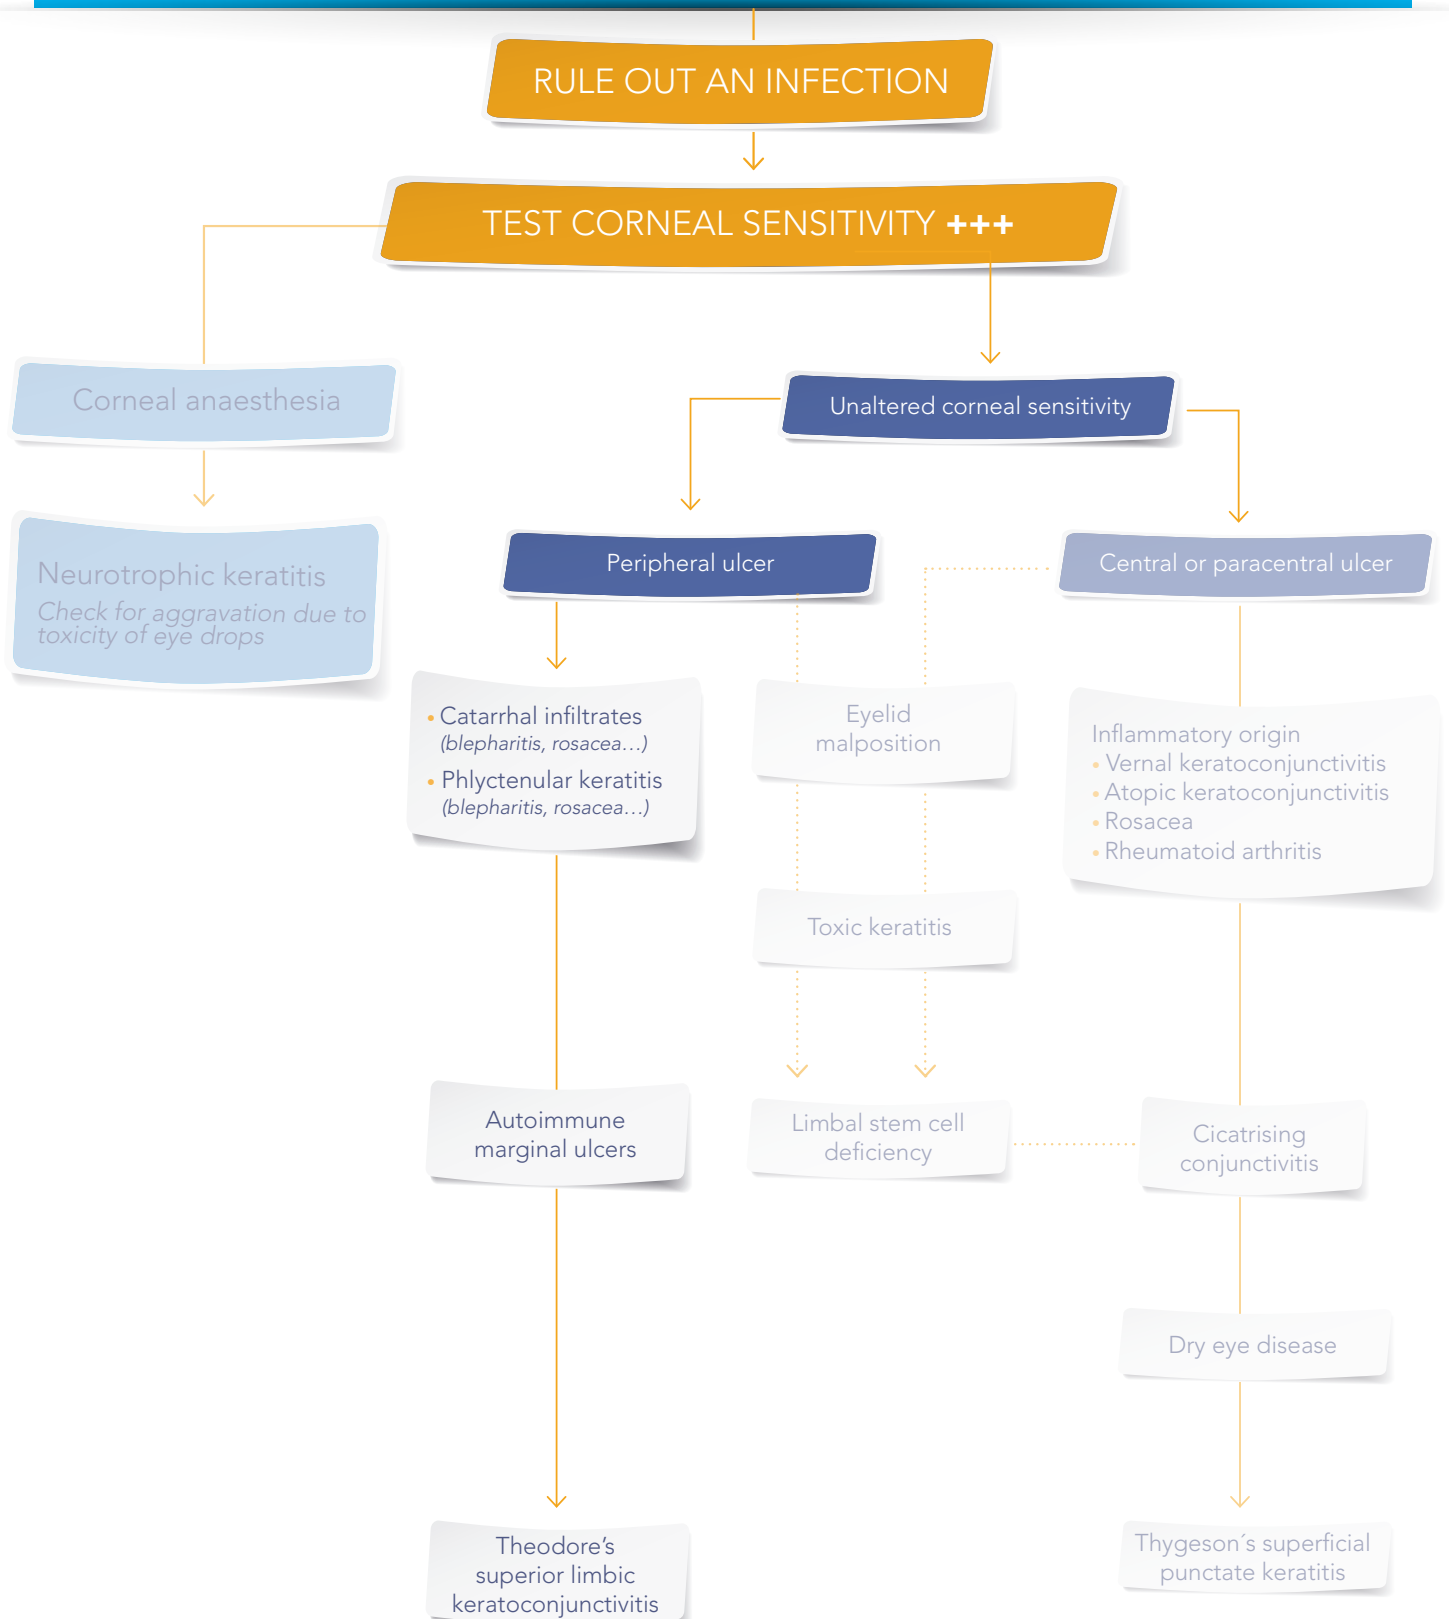 RULE OUT AN INFECTION
TEST CORNEAL SENSITIVITY +++
Corneal anaesthesia
Unaltered corneal sensitivity
Neurotrophic keratitis
Check for aggravation due to
toxicity of eye drops
Peripheral ulcer
Central or paracentral ulcer
• Catarrhal infiltrates
(blepharitis, rosacea…)
• Phlyctenular keratitis
(blepharitis, rosacea…)
Eyelid
malposition
Inflammatory origin
• Vernal keratoconjunctivitis
• Atopic keratoconjunctivitis
• Rosacea
• Rheumatoid arthritis
Toxic keratitis
Autoimmune
marginal ulcers
Limbal stem cell
deficiency
Cicatrising
conjunctivitis
Dry eye disease
Theodore’s
superior limbic
keratoconjunctivitis
Thygeson´s superficial
punctate keratitis